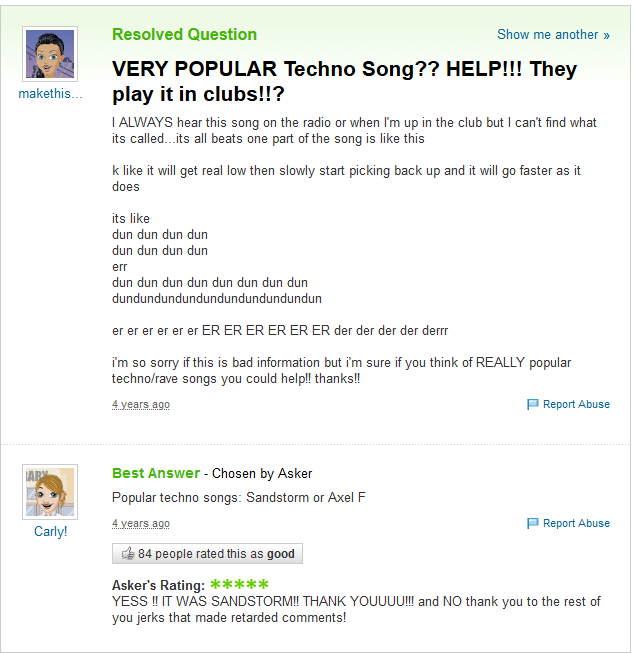 Resolved Question
Show me another »
makethis...
VERY POPULAR Techno Song?? HELP!!! They
play it in clubs!!?
I ALWAYS hear this song on the radio or when I'm up in the club but I can't find what
its called...its all beats one part of the song is like this
k like it will get real low then slowly start picking back up and it will go faster as it
does
its like
dun dun dun dun
dun dun dun dun
err
dun dun dun dun dun dun dun dun
dundundundundundundundundundun
er er er er er er ER ER ER ER ER ER der der der der derrr
i'm so sorry if this is bad information but i'm sure if you think of REALLY popular
techno/rave songs you could help!! thanks!!
4 years ago
Report Abuse
ARY
Carly!
Best Answer - Chosen by Asker
Popular techno songs: Sandstorm or Axel F
4 years ago
Report Abuse
84 people rated this as good
Asker's Rating: *****
YESS !! IT WAS SANDSTORM!! THANK YOUUUU!!! and NO thank you to the rest of
you jerks that made retarded comments!